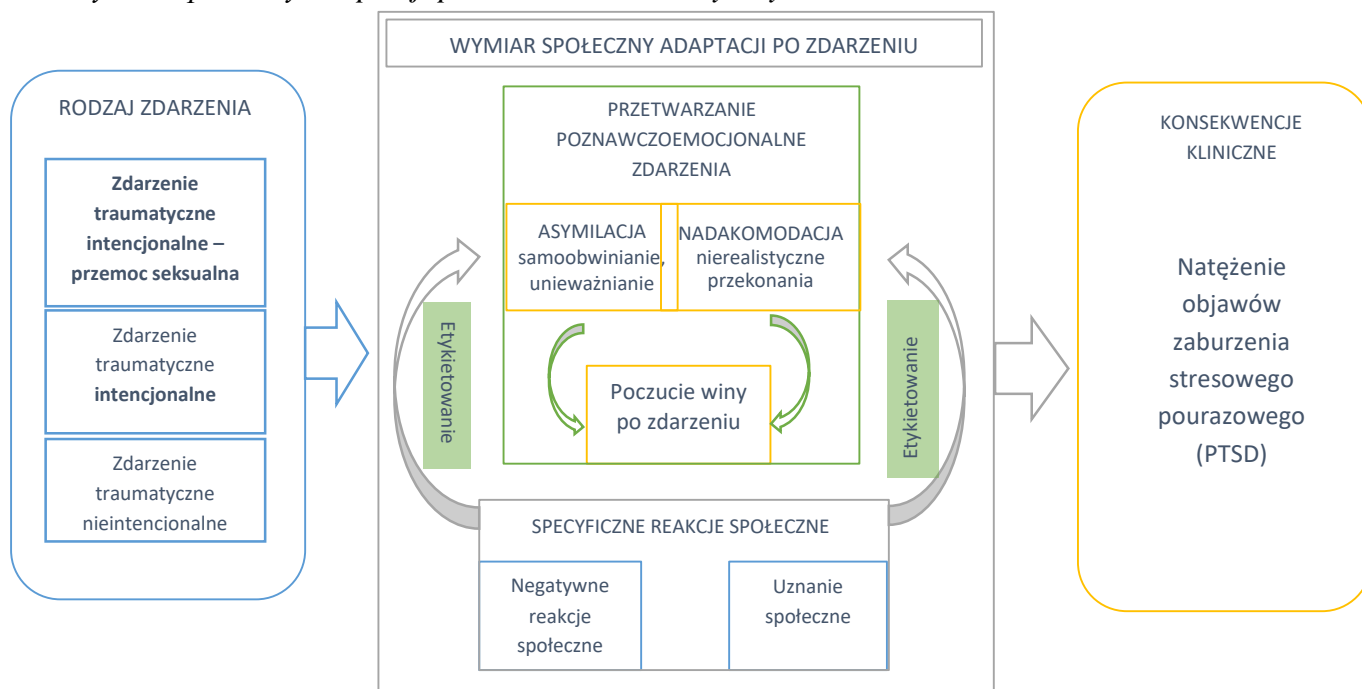 WYMIAR SPOŁECZNY ADAPTACJI PO ZDARZENIU
RODZAJ ZDARZENIA
Zdarzenie
traumatyczne
intencjonalne –
przemoc seksualna
Zdarzenie
traumatyczne
intencjonalne
Zdarzenie
traumatyczne
nieintencjonalne
PRZETWARZANIE
POZNAWCZOEMOCJONALNE
ZDARZENIA
ASYMILACJA
samoobwinianie,
unieważnianie
NADAKOMODACJA
nierealistyczne
przekonania
Poczucie winy
po zdarzeniu
Etykietowanie
Etykietowanie
SPECYFICZNE REAKCJE SPOŁECZNE
Negatywne
reakcje
społeczne
Uznanie
społeczne
KONSEKWENCJE
KLINICZNE
Natężenie
objawów
zaburzenia
stresowego
pourazowego
(PTSD)